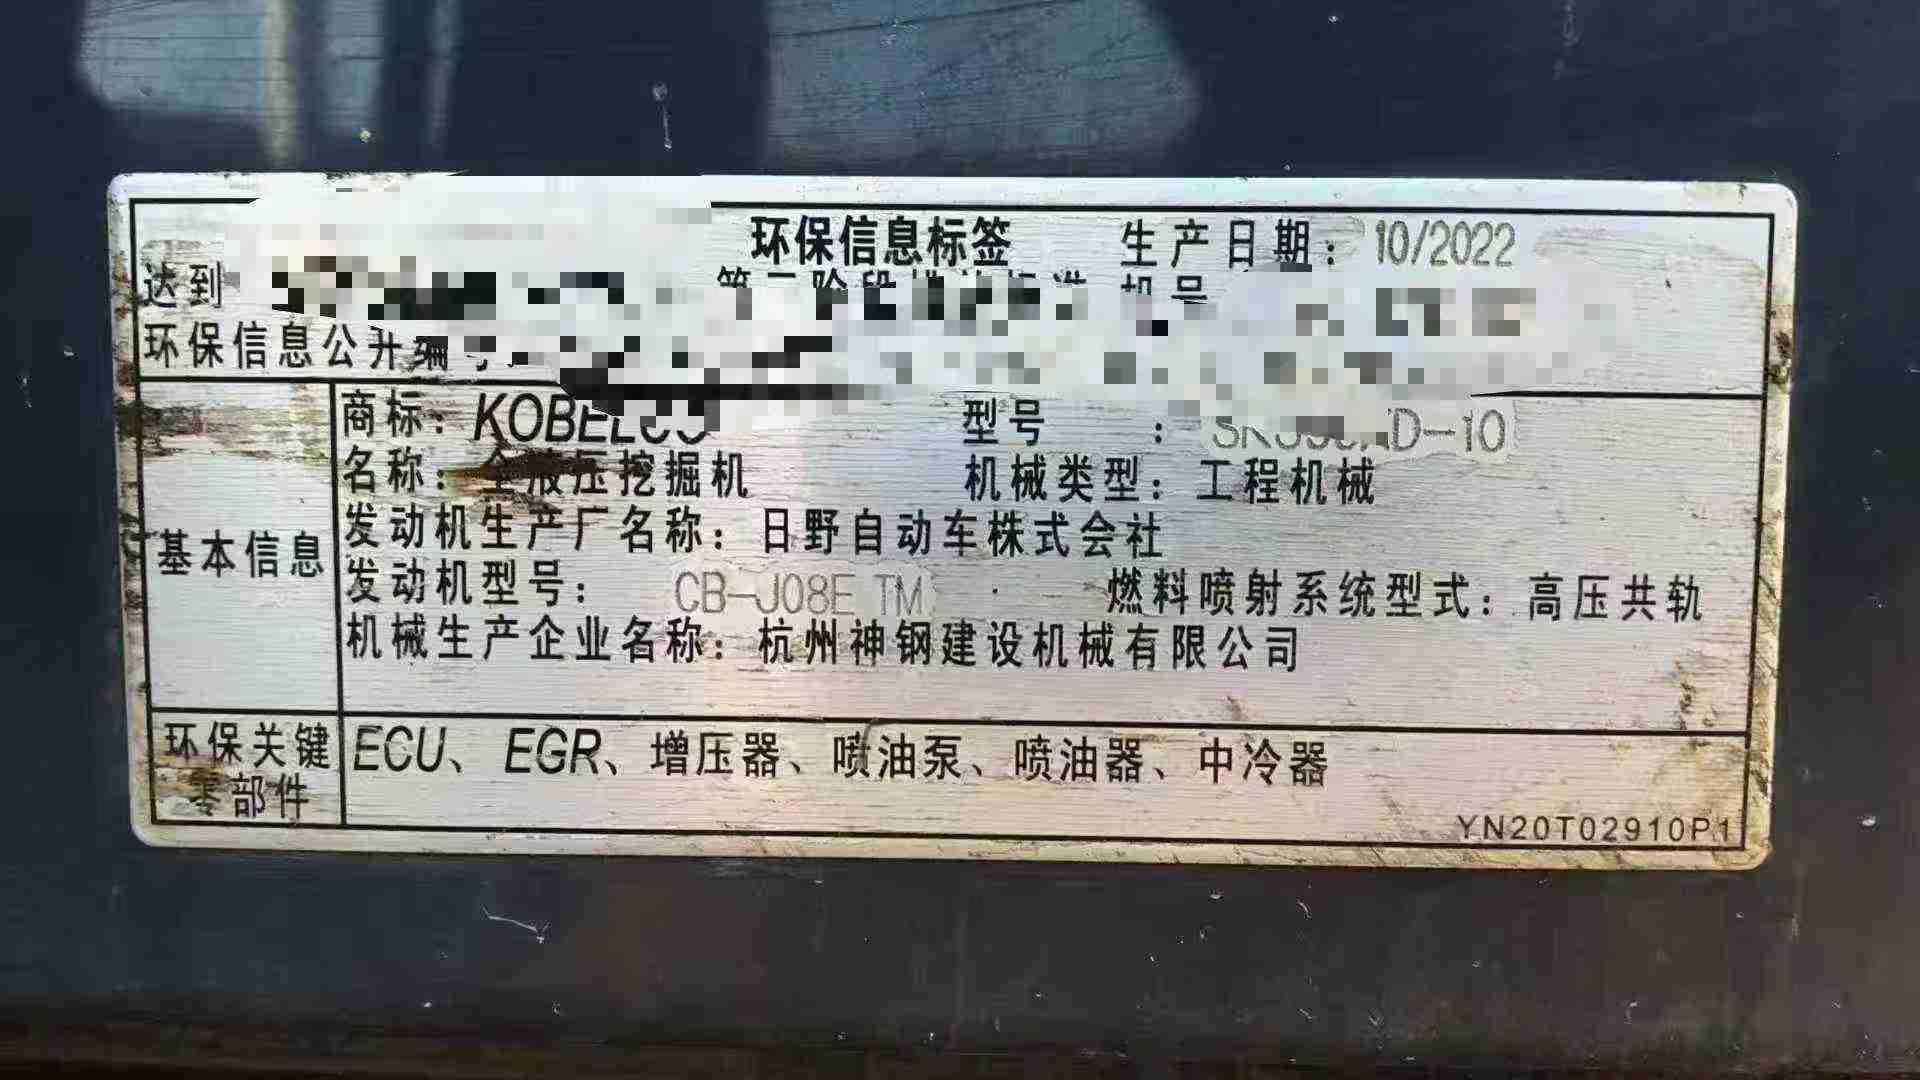 环保信息标签 生产日期：10/2022
达到 机号
环保信息公开编号
商标：KOBELCO 型号：D-10
名称：全液压挖掘机 机械类型：工程机械
发动机生产厂名称：日野自动车株式会社
基本信息
发动机型号：CB-J08E TM 燃料喷射系统型式：高压共轨
机械生产企业名称：杭州神钢建设机械有限公司
环保关键
零部件
ECU、EGR、增压器、喷油泵、喷油器、中冷器
YN20T02910P1